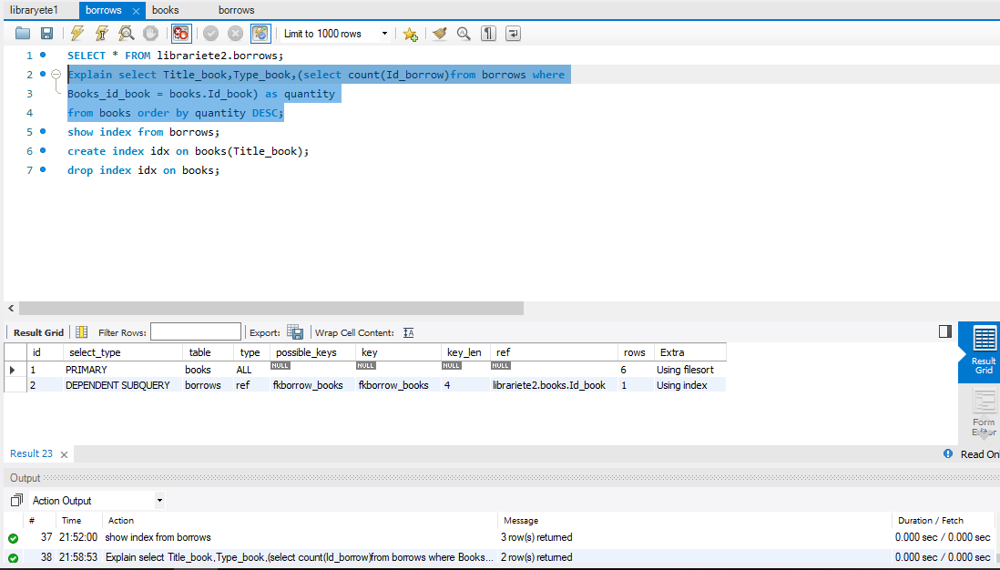 libraryete1 borrows × books borrows
Limit to 1000 rows
1 SELECT * FROM librariete2.borrows;
2 Explain select Title_book,Type_book,(select count(Id_borrow)from borrows where
3 Books_id_book = books.Id_book) as quantity
4 from books order by quantity DESC;
5 show index from borrows;
6 create index idx on books(Title_book);
7 drop index idx on books;
Result Grid Filter Rows: Export: Wrap Cell Content: IA
id select_type table type possible_keys key key_len ref rows Extra
1 PRIMARY books ALL NULL NULL NULL NULL 6 Using filesort
2 DEPENDENT SUBQUERY borrows ref fkborrow_books fkborrow_books 4 librariete2.books.Id_book 1 Using index
Result
Grid
Form
Editor
Result 23 × Read On
Output
Action Output
# Time Action Message Duration / Fetch
37 21:52:00 show index from borrows 3 row(s) returned 0.000 sec / 0.000 sec
38 21:58:53 Explain select Title_book,Type_book,(select count(Id_borrow)from borrows where Books... 2 row(s) returned 0.000 sec / 0.000 sec